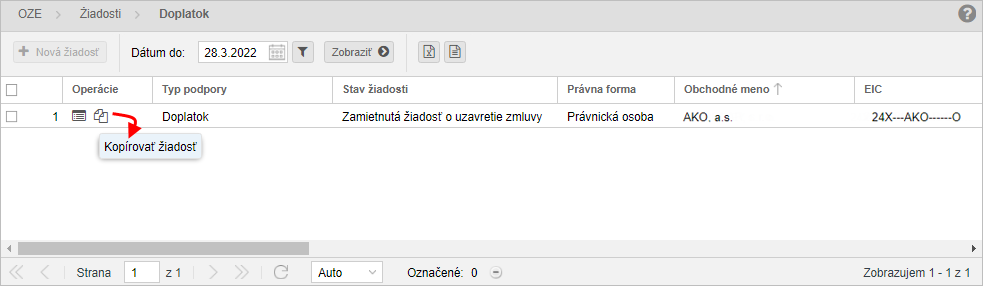 OZE Žiadosti Doplatok
Nová žiadosť Dátum do: 28.3.2022 Zobraziť
Operácie Typ podpory Stav žiadosti Právna forma Obchodné meno EIC
1 Doplatok Zamietnutá žiadosť o uzavretie zmluvy Právnická osoba AKO, a.s. 24X---AKO------O
Kopírovať žiadosť
Strana 1 z 1 Auto Označené: 0 Zobrazujem 1 - 1 z 1